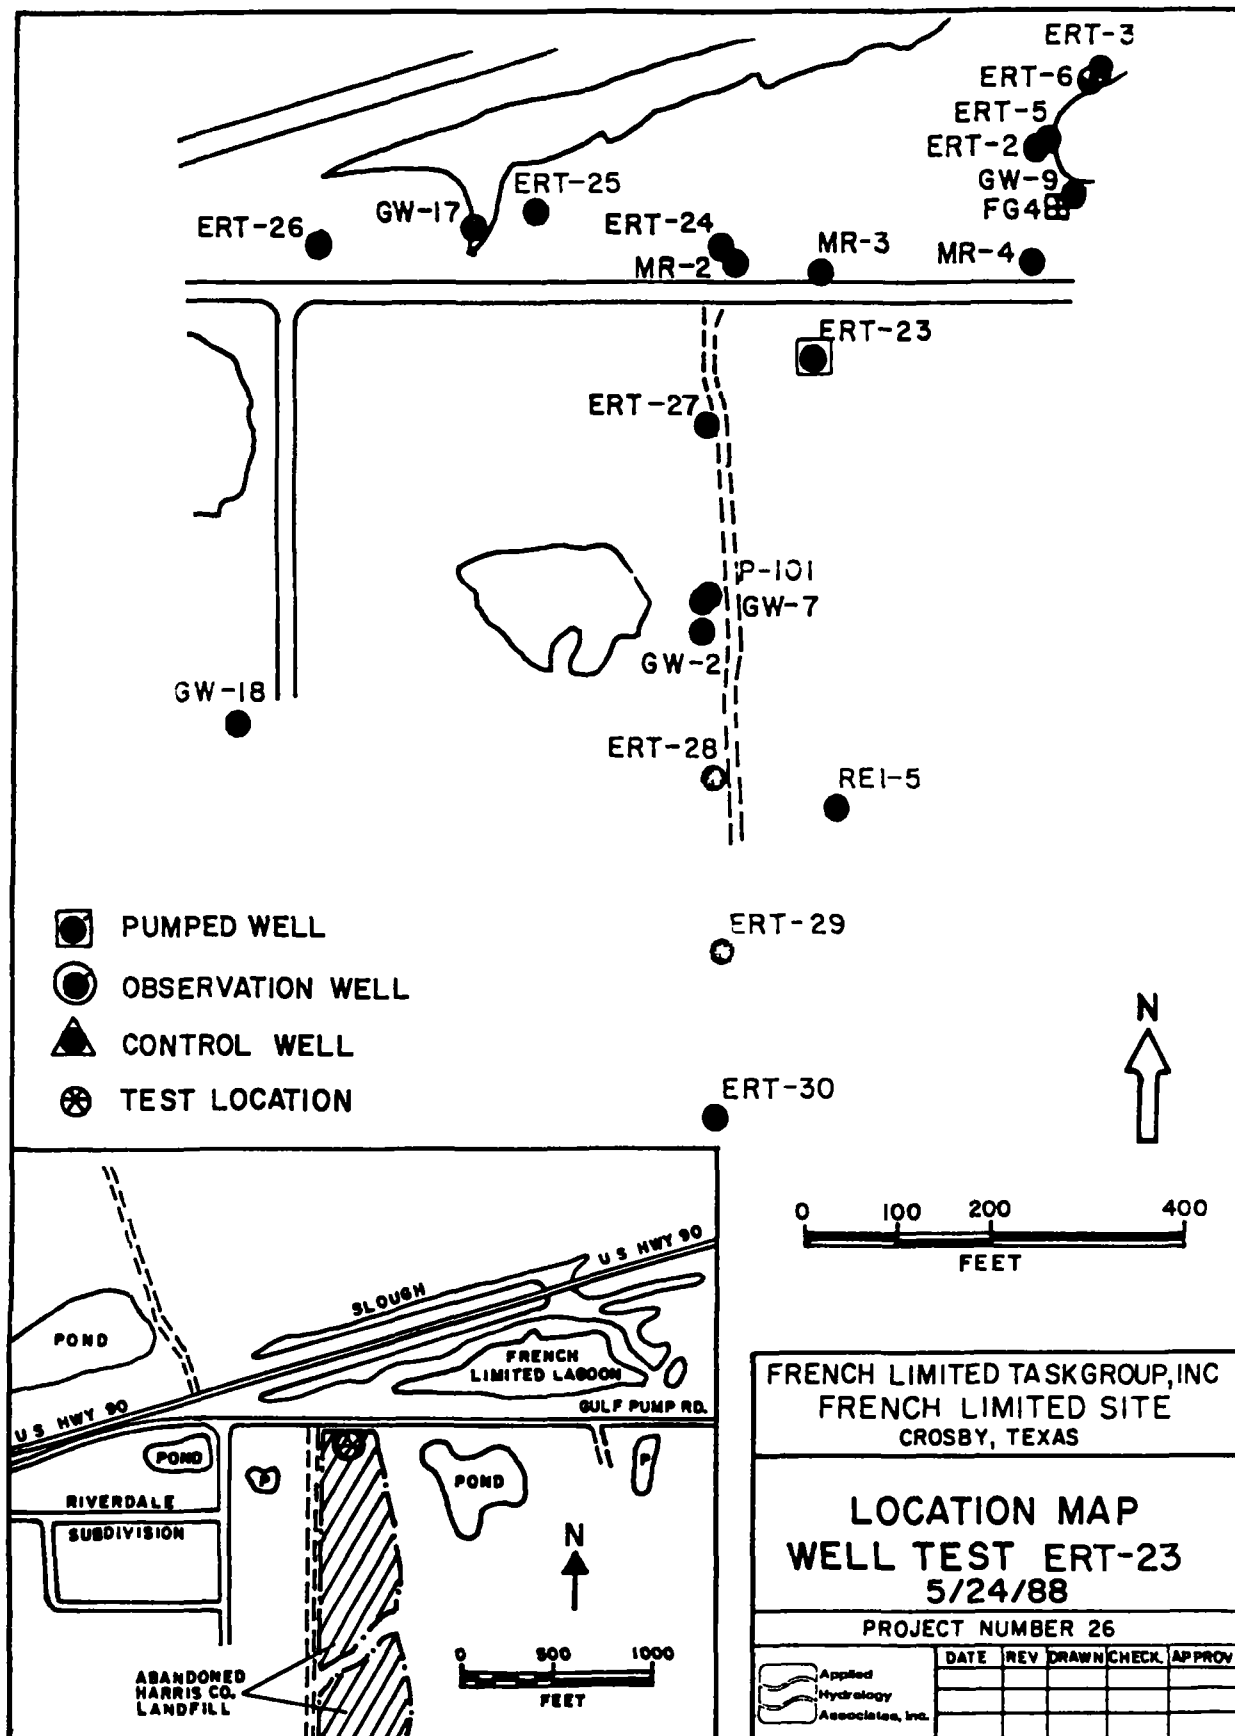 ERT-3
ERT-6
ERT-5
ERT-2
GW-9
FG4
ERT-25
GW-17
ERT-26
ERT-24
MR-2
MR-3
MR-4
ERT-23
ERT-27
P-101
GW-7
GW-2
GW-18
ERT-28
REI-5
ERT-29
ERT-30
PUMPED WELL
OBSERVATION WELL
CONTROL WELL
TEST LOCATION
N
0 100 200 400
FEET
U S HWY 90
SLOUGH
POND
FRENCH
LIMITED LAGOON
GULF PUMP RD.
U S HWY 90
POND
P
POND
P
RIVERDALE
SUBDIVISION
N
0 500 1000
FEET
ABANDONED
HARRIS CO.
LANDFILL
FRENCH LIMITED TASKGROUP, INC
FRENCH LIMITED SITE
CROSBY, TEXAS
LOCATION MAP
WELL TEST ERT-23
5/24/88
PROJECT NUMBER 26
DATE REV DRAWN CHECK. APPROV
Applied
Hydrology
Associates, Inc.